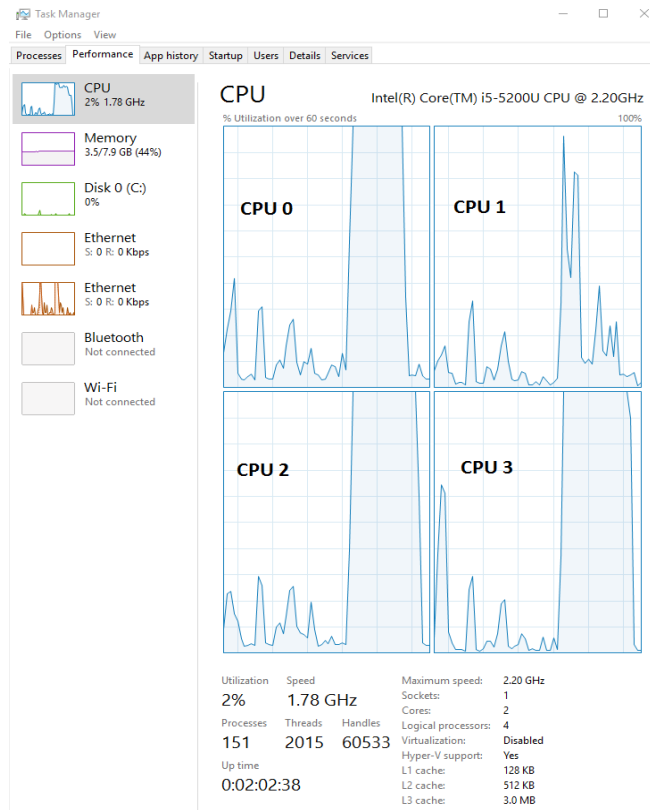 Task Manager
File Options View
Processes Performance App history Startup Users Details Services
CPU
2% 1.78 GHz
Memory
3.5/7.9 GB (44%)
Disk 0 (C:)
0%
Ethernet
S: 0 R: 0 Kbps
Ethernet
S: 0 R: 0 Kbps
Bluetooth
Not connected
Wi-Fi
Not connected
CPU Intel(R) Core(TM) i5-5200U CPU @ 2.20GHz
% Utilization over 60 seconds 100%
CPU 0 CPU 1
CPU 2 CPU 3
Utilization Speed
2% 1.78 GHz
Processes Threads Handles
151 2015 60533
Up time
0:02:02:38
Maximum speed: 2.20 GHz
Sockets: 1
Cores: 2
Logical processors: 4
Virtualization: Disabled
Hyper-V support: Yes
L1 cache: 128 KB
L2 cache: 512 KB
L3 cache: 3.0 MB